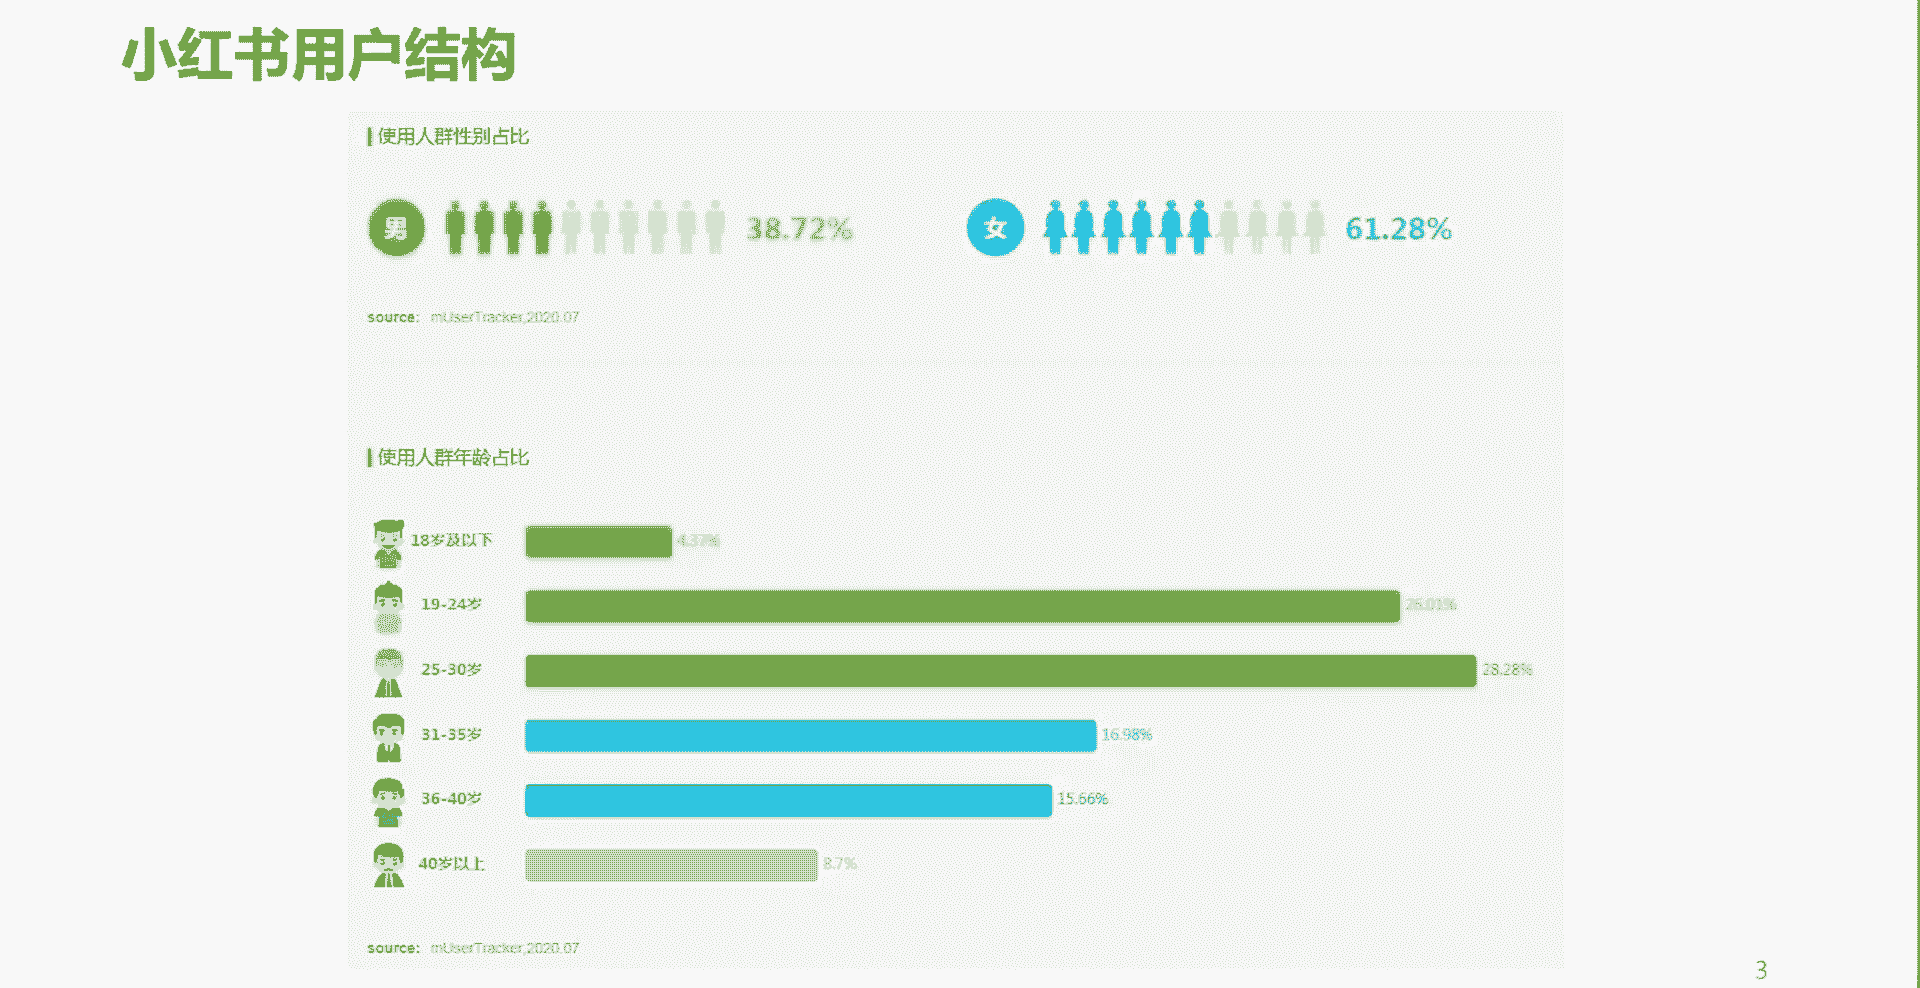 小红书用户结构
使用人群性别占比
男 38.72% 女 61.28%
source: mUserTracker,2020.07
使用人群年龄占比
18岁及以下 4.37%
19-24岁 26.01%
25-30岁 28.28%
31-35岁 16.98%
36-40岁 15.66%
40岁以上 8.7%
source: mUserTracker,2020.07
3